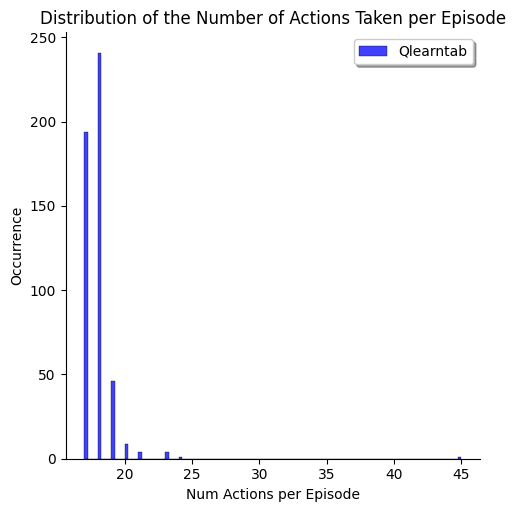 Distribution of the Number of Actions Taken per Episode
Qlearntab
Occurrence
250
200
150
100
50
0
20 25 30 35 40 45
Num Actions per Episode